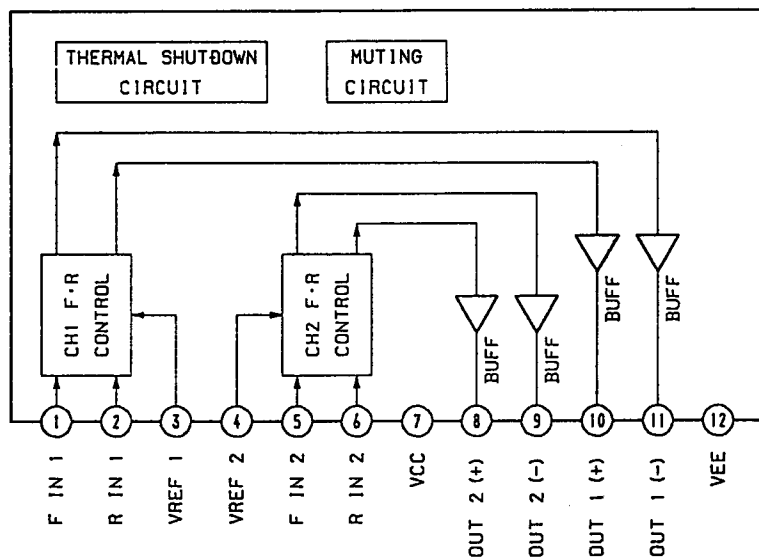 THERMAL SHUTDOWN
CIRCUIT
MUTING
CIRCUIT
CH1 F·R
CONTROL
CH2 F·R
CONTROL
BUFF
BUFF
BUFF
BUFF
1
2
3
4
5
6
7
8
9
10
11
12
F IN 1
R IN 1
VREF 1
VREF 2
F IN 2
R IN 2
VCC
OUT 2 (+)
OUT 2 (-)
OUT 1 (+)
OUT 1 (-)
VEE